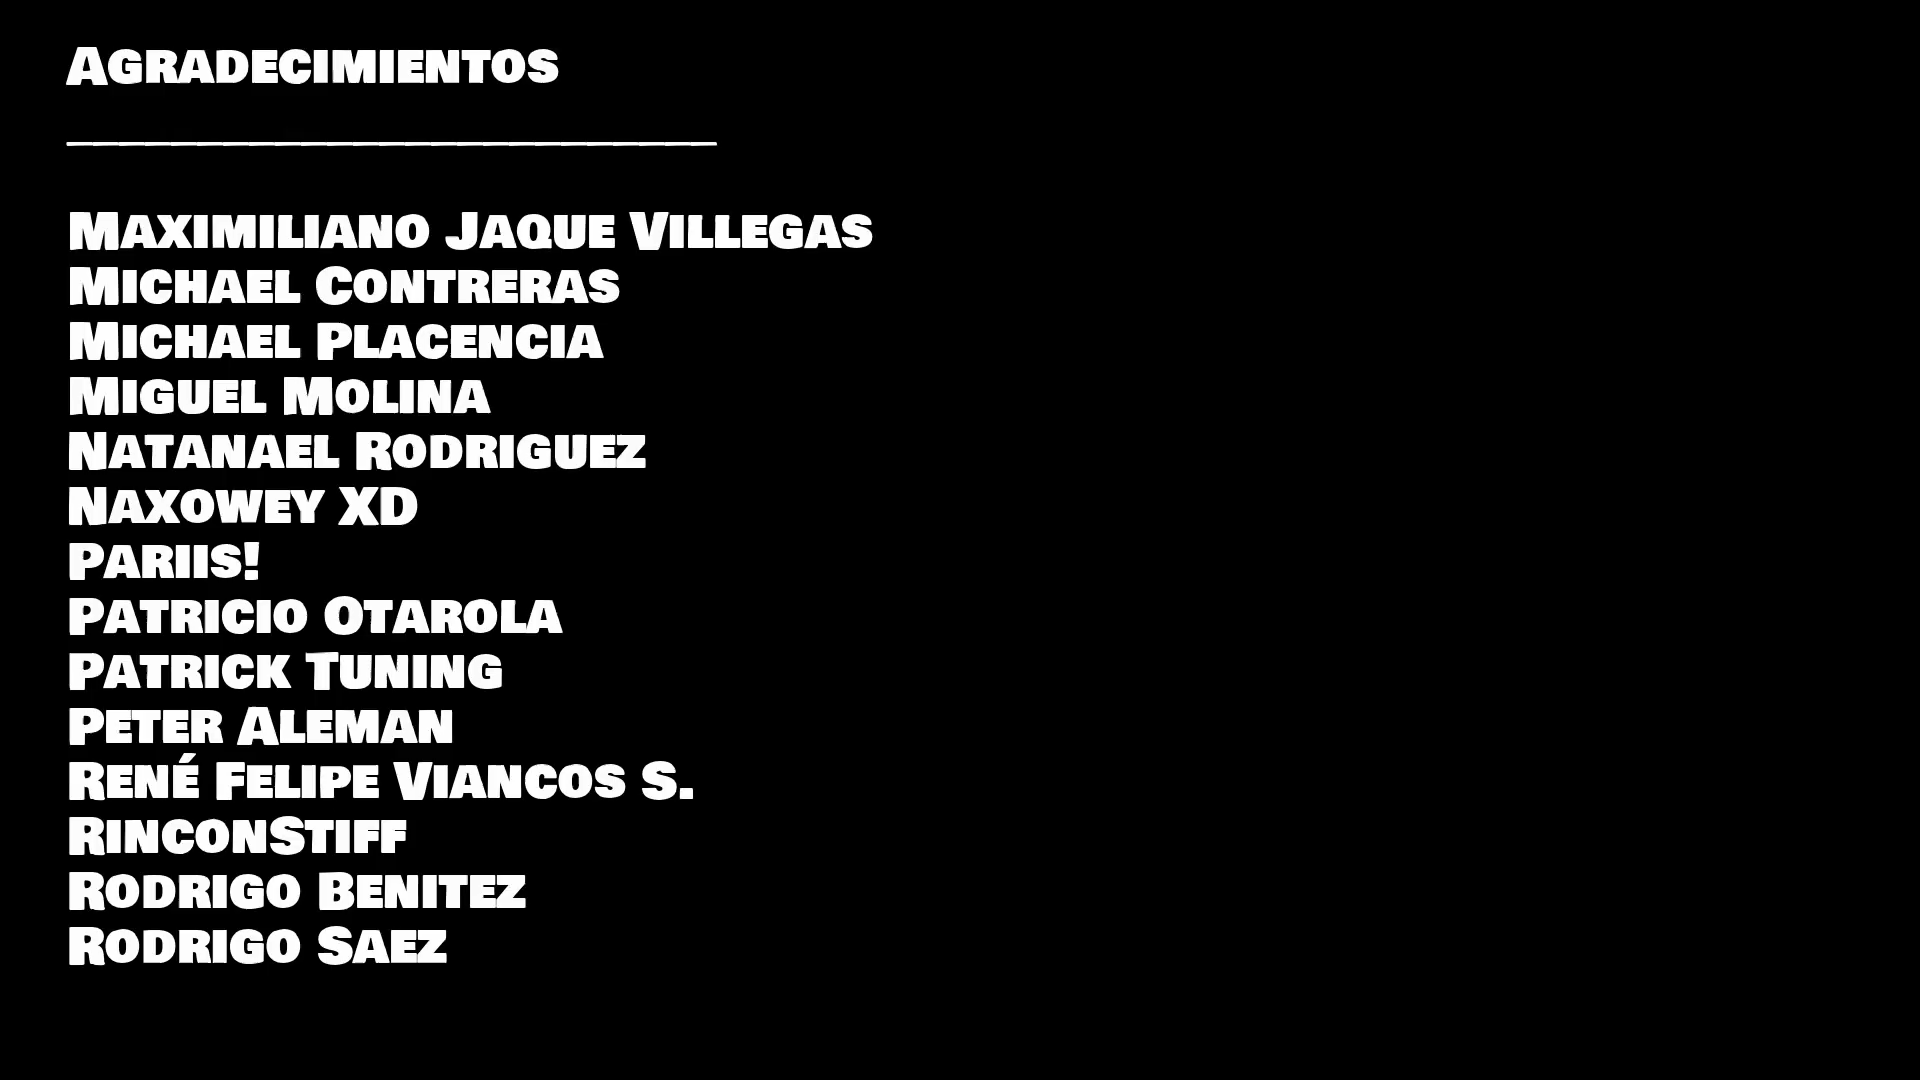 Agradecimientos
_________________________
Maximiliano Jaque Villegas
Michael Contreras
Michael Placencia
Miguel Molina
Natanael Rodriguez
Naxowey XD
Pariis!
Patricio Otarola
Patrick Tuning
Peter Aleman
René Felipe Viancos S.
RinconStiff
Rodrigo Benitez
Rodrigo Saez